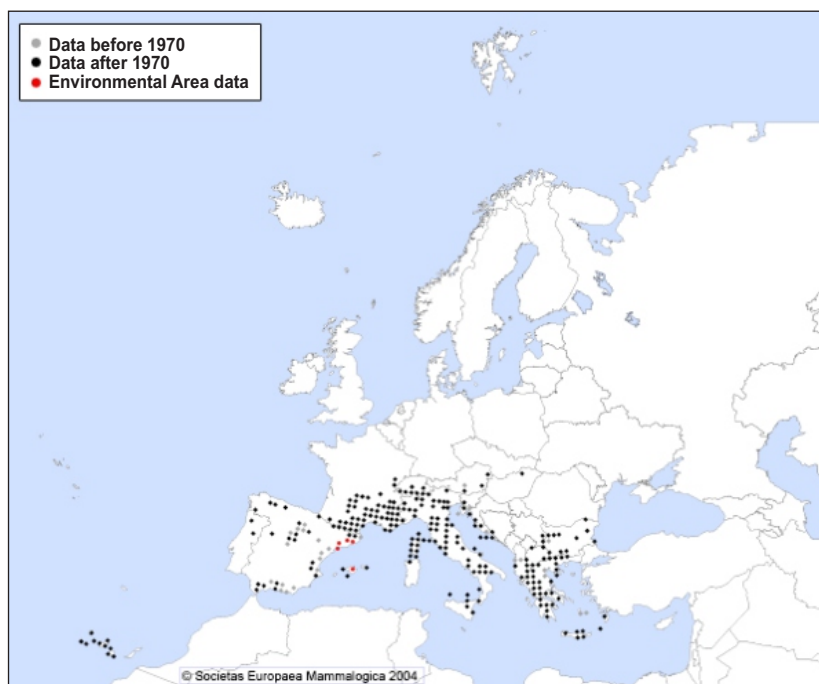 Data before 1970
Data after 1970
Environmental Area data
© Societas Europaea Mammalogica 2004